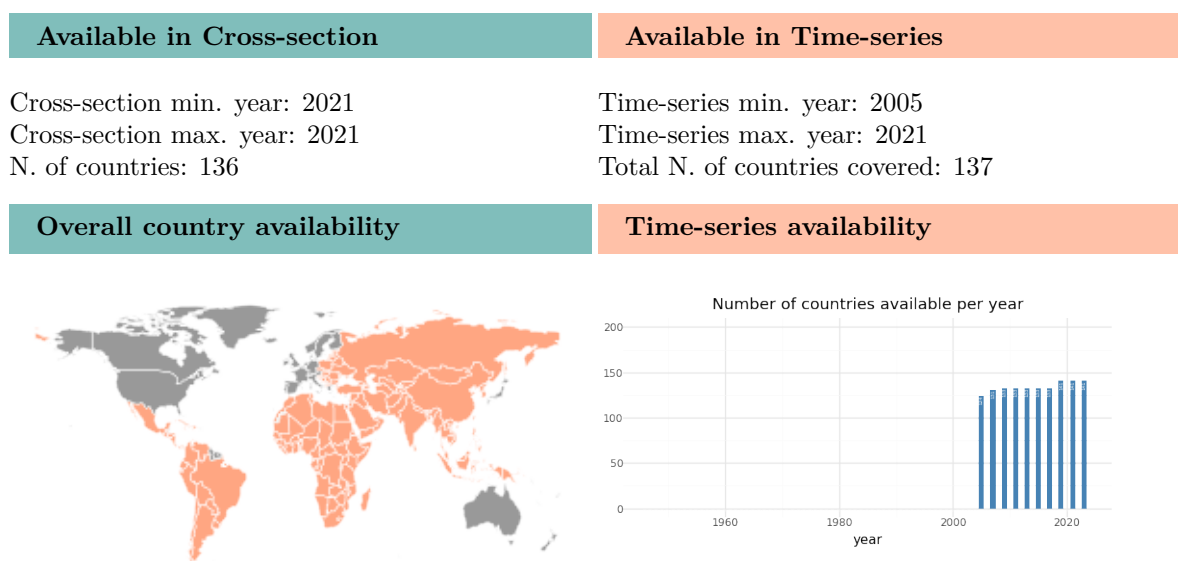 Available in Cross-section
Available in Time-series
Cross-section min. year: 2021
Cross-section max. year: 2021
N. of countries: 136
Time-series min. year: 2005
Time-series max. year: 2021
Total N. of countries covered: 137
Overall country availability
Time-series availability
Number of countries available per year
200
150
100
50
0
1960
1980
2000
2020
year